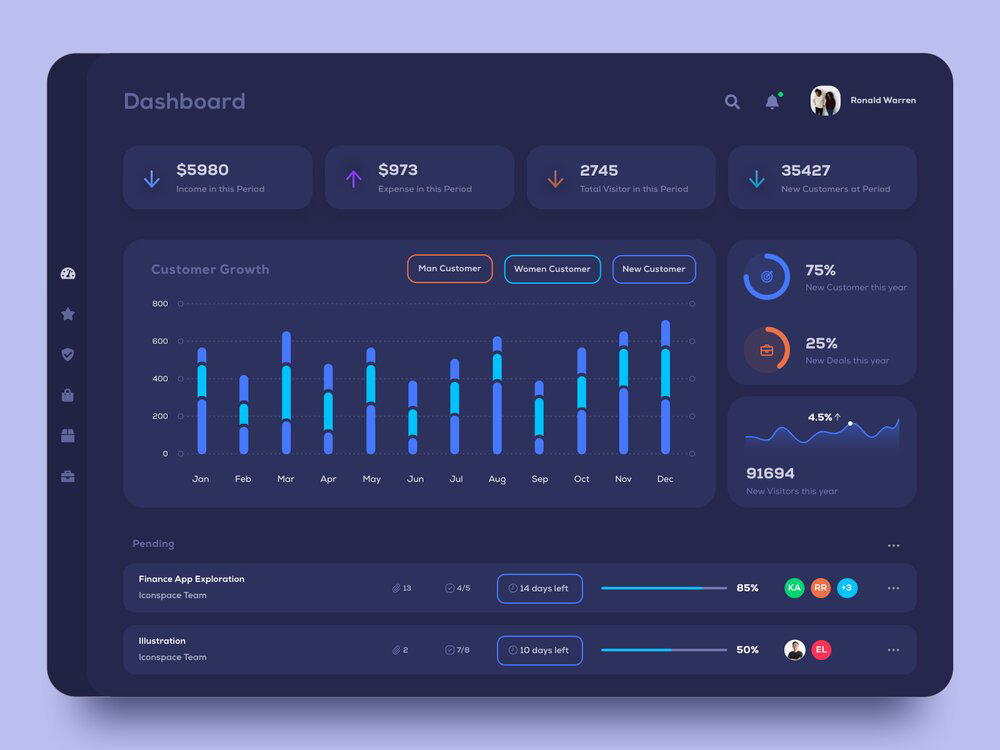 Dashboard
Ronald Warren
$5980
Income in this Period
$973
Expense in this Period
2745
Total Visitor in this Period
35427
New Customers at Period
Customer Growth
Man Customer
Women Customer
New Customer
800
600
400
200
0
Jan Feb Mar Apr May Jun Jul Aug Sep Oct Nov Dec
75%
New Customer this year
25%
New Deals this year
4.5%
91694
New Visitors this year
Pending
Finance App Exploration
Iconspace Team
13
4/5
14 days left
85%
KA
RR
+3
Illustration
Iconspace Team
2
7/8
10 days left
50%
EL